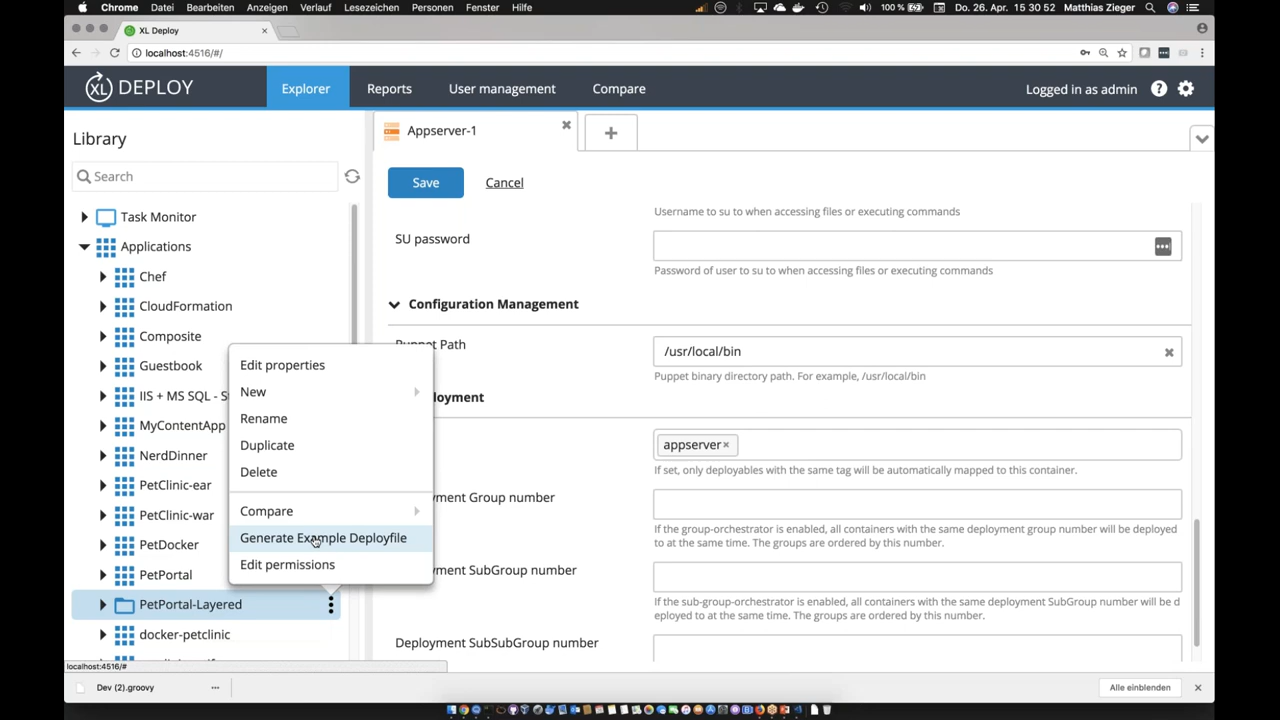 Chrome Datei Bearbeiten Anzeigen Verlauf Lesezeichen Personen Fenster Hilfe 100 % Do. 26. Apr. 15 30 52 Matthias Zieger
XL Deploy
localhost:4516/#/
XL DEPLOY Explorer Reports User management Compare Logged in as admin
Library
Search
Task Monitor
Applications
Chef
CloudFormation
Composite
Guestbook
IIS + MS SQL - S
MyContentApp
NerdDinner
PetClinic-ear
PetClinic-war
PetDocker
PetPortal
PetPortal-Layered
docker-petclinic
localhost:4516/#
Edit properties
New
Rename
Duplicate
Delete
Compare
Generate Example Deployfile
Edit permissions
Appserver-1
Save Cancel
Username to su to when accessing files or executing commands
SU password
Password of user to su to when accessing files or executing commands
Configuration Management
Puppet Path /usr/local/bin
Puppet binary directory path. For example, /usr/local/bin
loyment
appserver
If set, only deployables with the same tag will be automatically mapped to this container.
yment Group number
If the group-orchestrator is enabled, all containers with the same deployment group number will be deployed
to at the same time. The groups are ordered by this number.
yment SubGroup number
If the sub-group-orchestrator is enabled, all containers with the same deployment SubGroup number will be d
eployed to at the same time. The groups are ordered by this number.
Deployment SubSubGroup number
Dev (2).groovy Alle einblenden